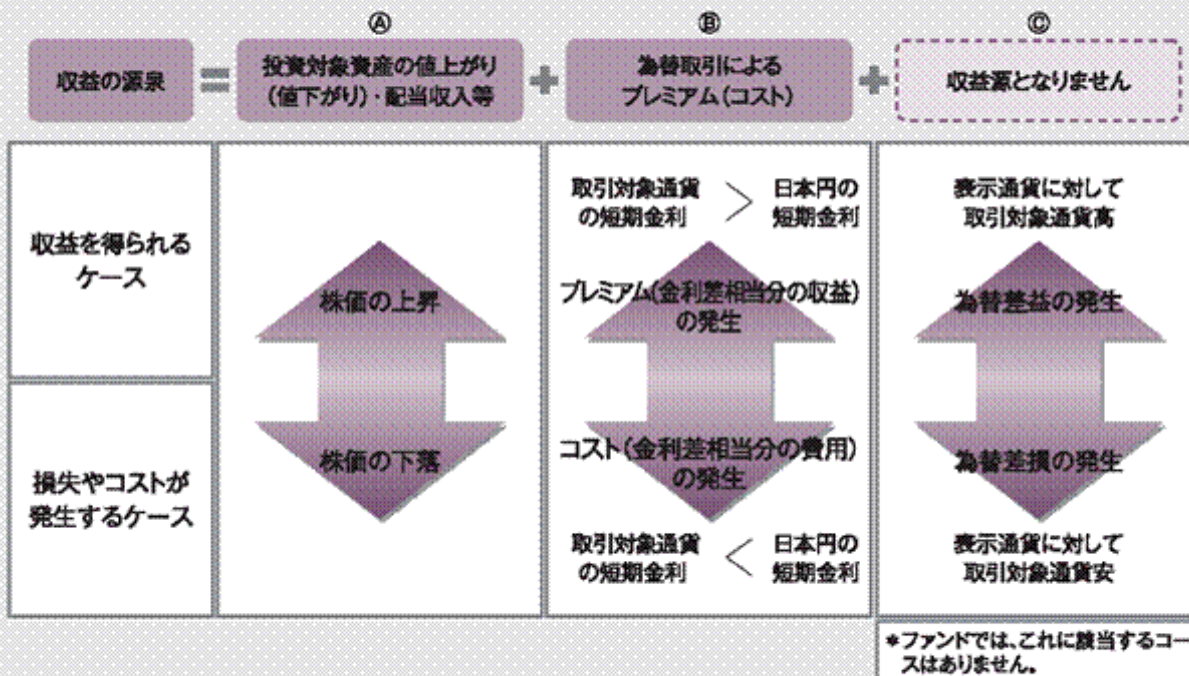 Ⓐ
Ⓑ
Ⓒ
収益の源泉
=
投資対象資産の値上がり
(値下がり)・配当収入等
+
為替取引による
プレミアム(コスト)
+
収益源となりません
収益を得られる
ケース
株価の上昇
取引対象通貨
の短期金利
>
日本円の
短期金利
プレミアム(金利差相当分の収益)
の発生
表示通貨に対して
取引対象通貨高
為替差益の発生
損失やコストが
発生するケース
株価の下落
コスト(金利差相当分の費用)
の発生
取引対象通貨
の短期金利
<
日本円の
短期金利
為替差損の発生
表示通貨に対して
取引対象通貨安
*ファンドでは、これに該当するコー
スはありません。